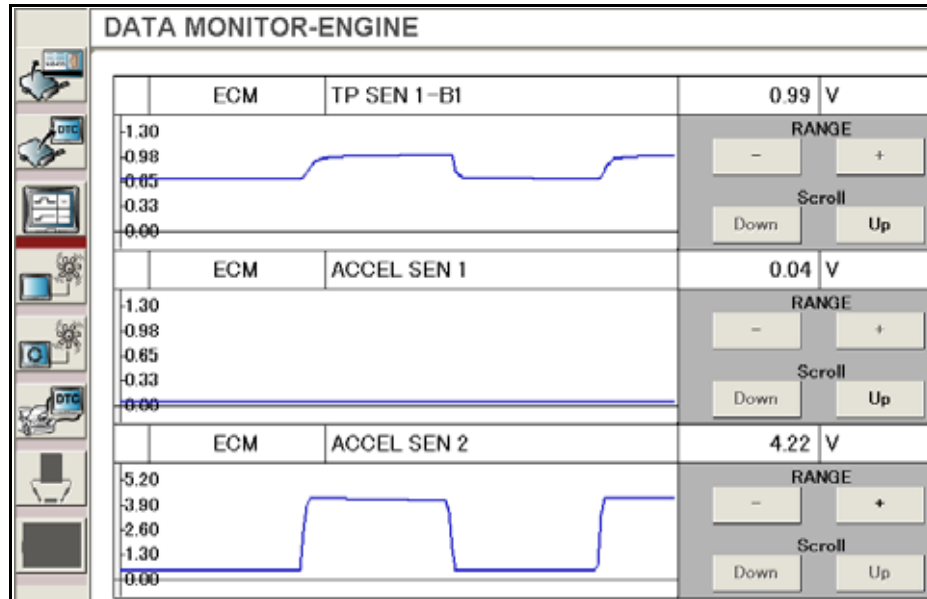 DATA MONITOR-ENGINE
ECM TP SEN 1-B1 0.99 V
-1.30
-0.98
-0.65
-0.33
-0.00
RANGE
- +
Scroll
Down Up
ECM ACCEL SEN 1 0.04 V
-1.30
-0.98
-0.65
-0.33
-0.00
RANGE
- +
Scroll
Down Up
ECM ACCEL SEN 2 4.22 V
-5.20
-3.90
-2.60
-1.30
-0.00
RANGE
- +
Scroll
Down Up
DTC
DTC